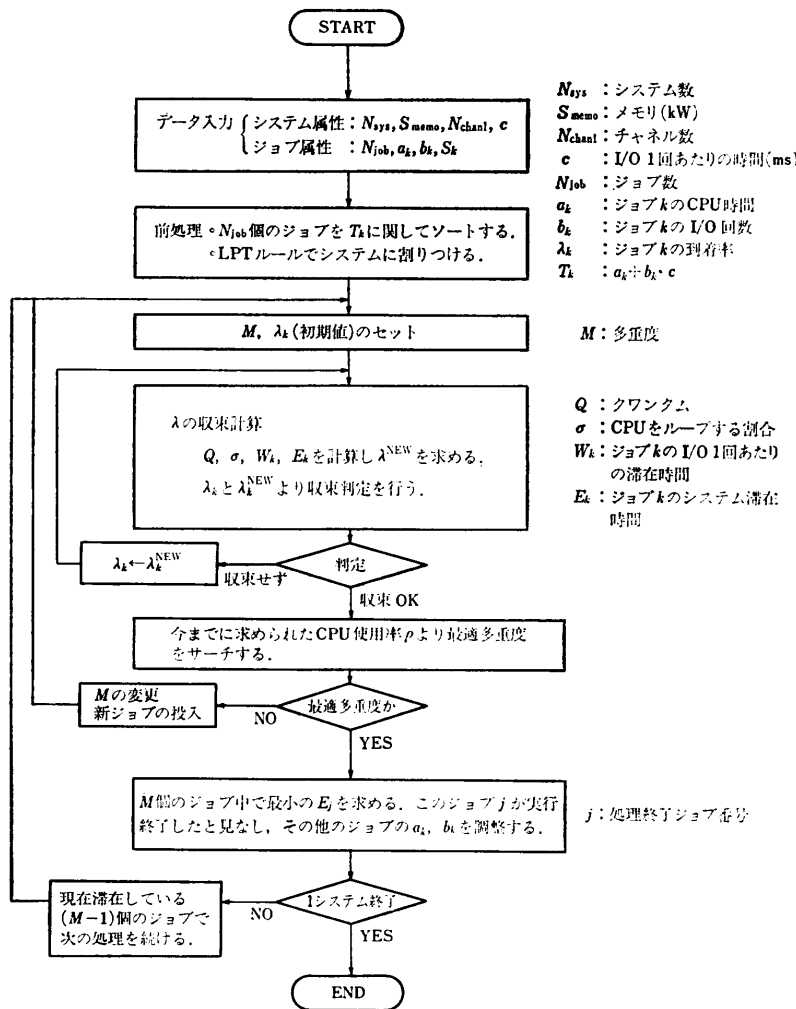 START
データ入力 { システム属性：N_sys, S_memo, N_chanl, c
ジョブ属性 ：N_job, a_k, b_k, S_k
N_sys ：システム数
S_memo：メモリ(kW)
N_chanl：チャネル数
c ：I/O 1回あたりの時間(ms)
N_job ：ジョブ数
a_k ：ジョブkのCPU時間
b_k ：ジョブkのI/O回数
λ_k ：ジョブkの到着率
T_k ：a_k+b_k・c
前処理 ∘ N_job個のジョブをT_kに関してソートする．
∘ LPTルールでシステムに割りつける．
M, λ_k(初期値)のセット
M：多重度
λの収束計算
Q, σ, W_k, E_kを計算しλ^NEWを求める．
λ_kとλ_k^NEWより収束判定を行う．
Q ：クワンタム
σ ：CPUをループする割合
W_k：ジョブkのI/O 1回あたり
の滞在時間
E_k：ジョブkのシステム滞在
時間
λ_k←λ_k^NEW
収束せず
判定
収束 OK
今までに求められたCPU使用率ρより最適多重度
をサーチする．
Mの変更
新ジョブの投入
NO
最適多重度か
YES
M個のジョブ中で最小のE_jを求める．このジョブjが実行
終了したと見なし，その他のジョブのa_k, b_kを調整する．
j：処理終了ジョブ番号
現在滞在している
(M−1)個のジョブで
次の処理を続ける．
NO
1システム終了
YES
END